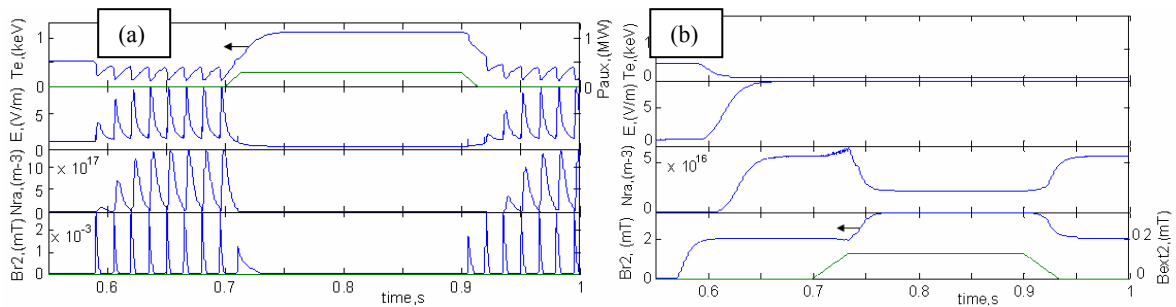 (a)
Te,(keV)
1
0
1
0
Paux,(MW)
E,(V/m)
5
0
Nra,(m-3)
× 10^17
10
5
0
Br2,(mT)
× 10^-3
2
1
0
0.6
0.7
0.8
0.9
1
time,s
(b)
Te,(keV)
1
0
E,(V/m)
5
0
Nra,(m-3)
× 10^16
5
0
Br2, (mT)
2
0
0 2
0
Bext2,(mT)
0.6
0.7
0.8
0.9
1
time,s